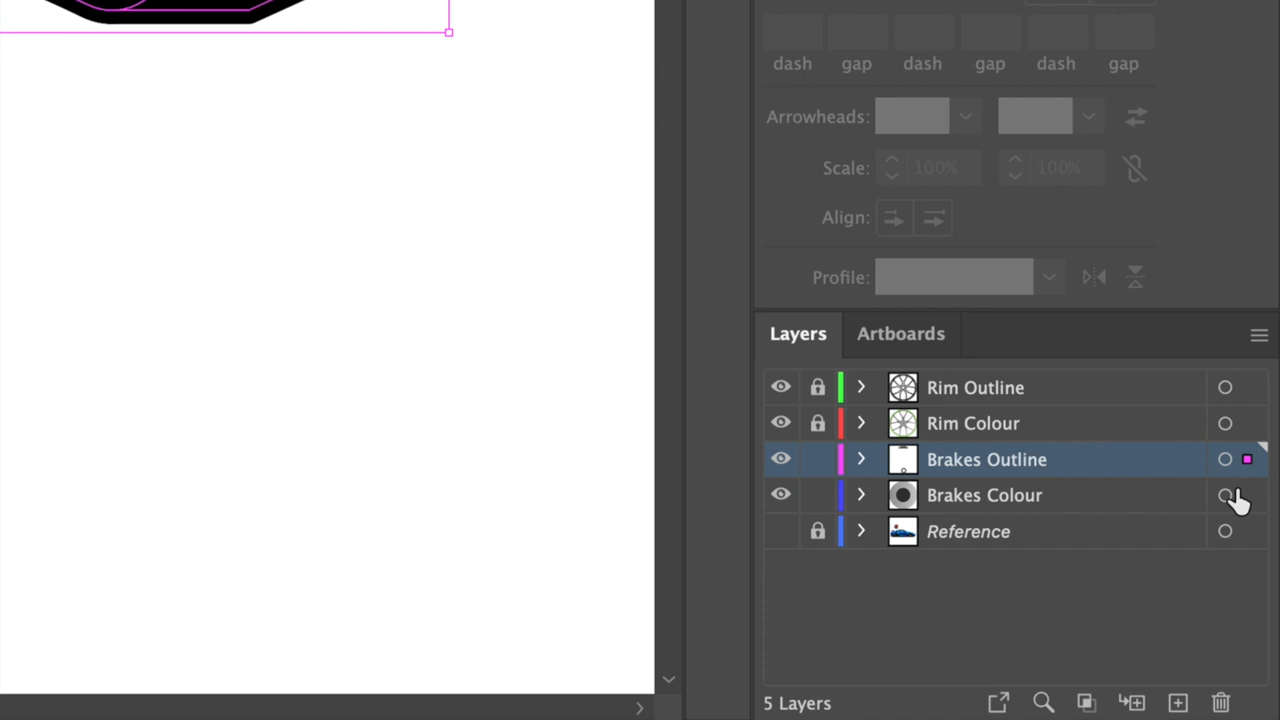 dash gap dash gap dash gap
Arrowheads:
Scale: 100% 100%
Align:
Profile:
Layers Artboards
Rim Outline
Rim Colour
Brakes Outline
Brakes Colour
Reference
5 Layers